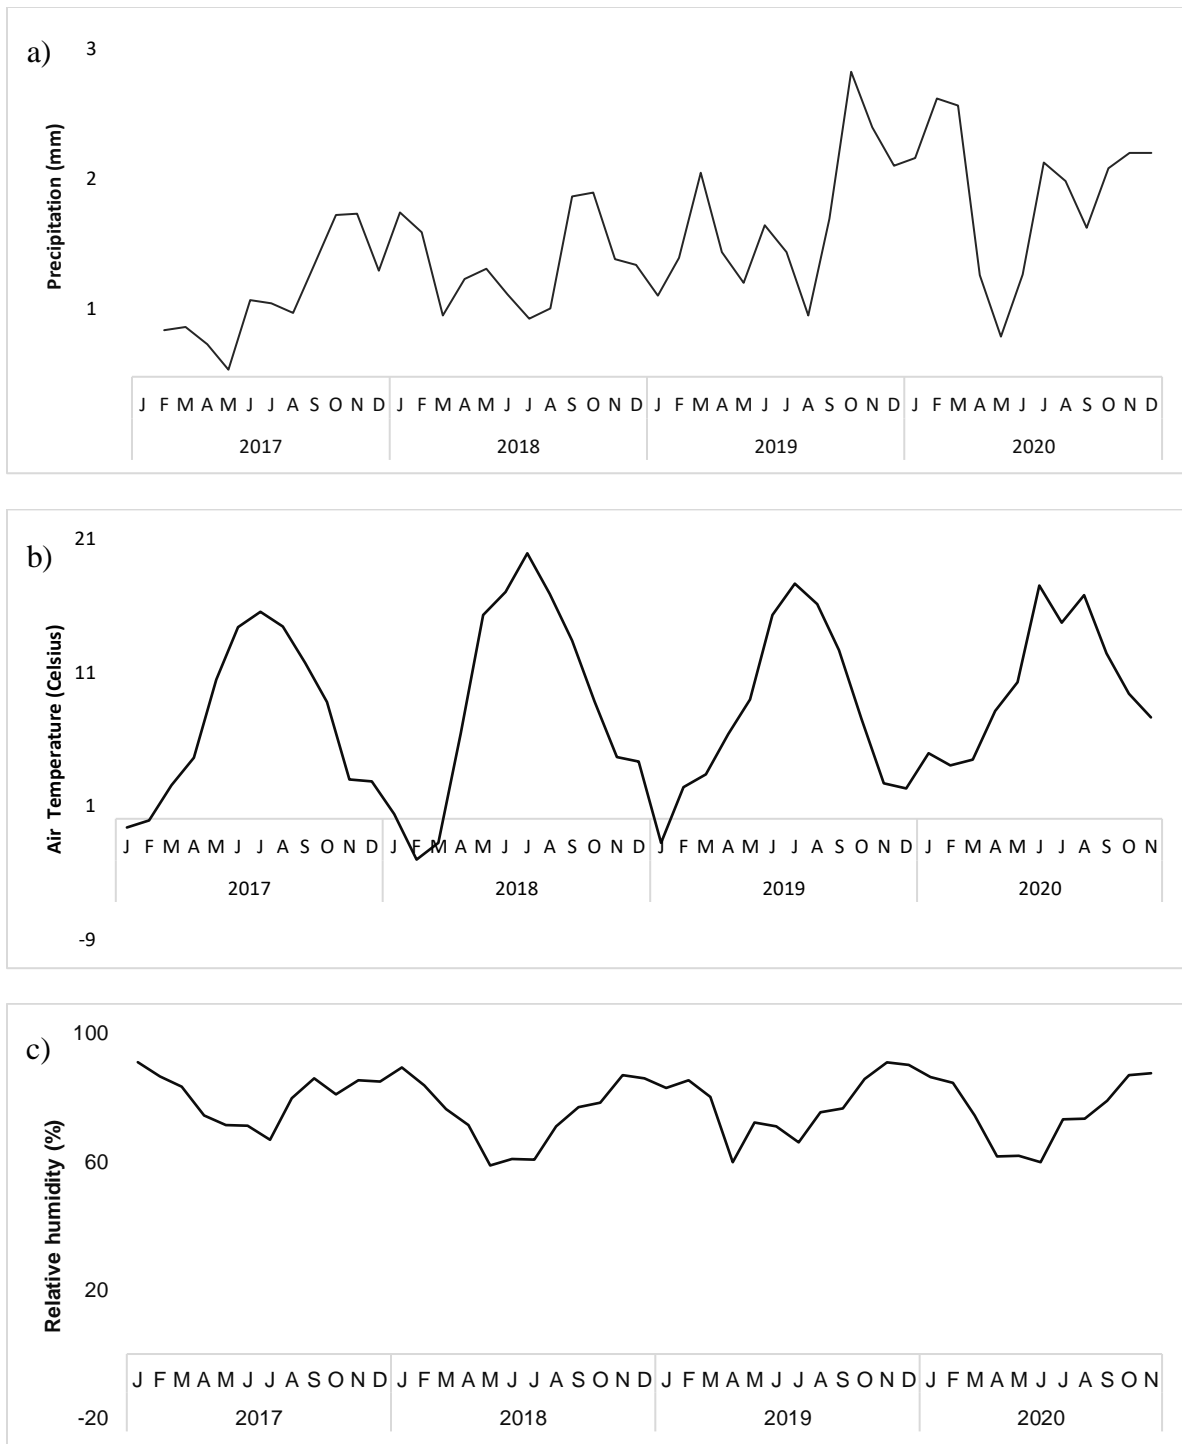 a)
3
2
1
Precipitation (mm)
J F M A M J J A S O N D J F M A M J J A S O N D J F M A M J J A S O N D J F M A M J J A S O N D
2017 2018 2019 2020
b)
21
11
1
-9
Air Temperature (Celsius)
J F M A M J J A S O N D J F M A M J J A S O N D J F M A M J J A S O N D J F M A M J J A S O N
2017 2018 2019 2020
c)
100
60
20
-20
Relative humidity (%)
J F M A M J J A S O N D J F M A M J J A S O N D J F M A M J J A S O N D J F M A M J J A S O N
2017 2018 2019 2020